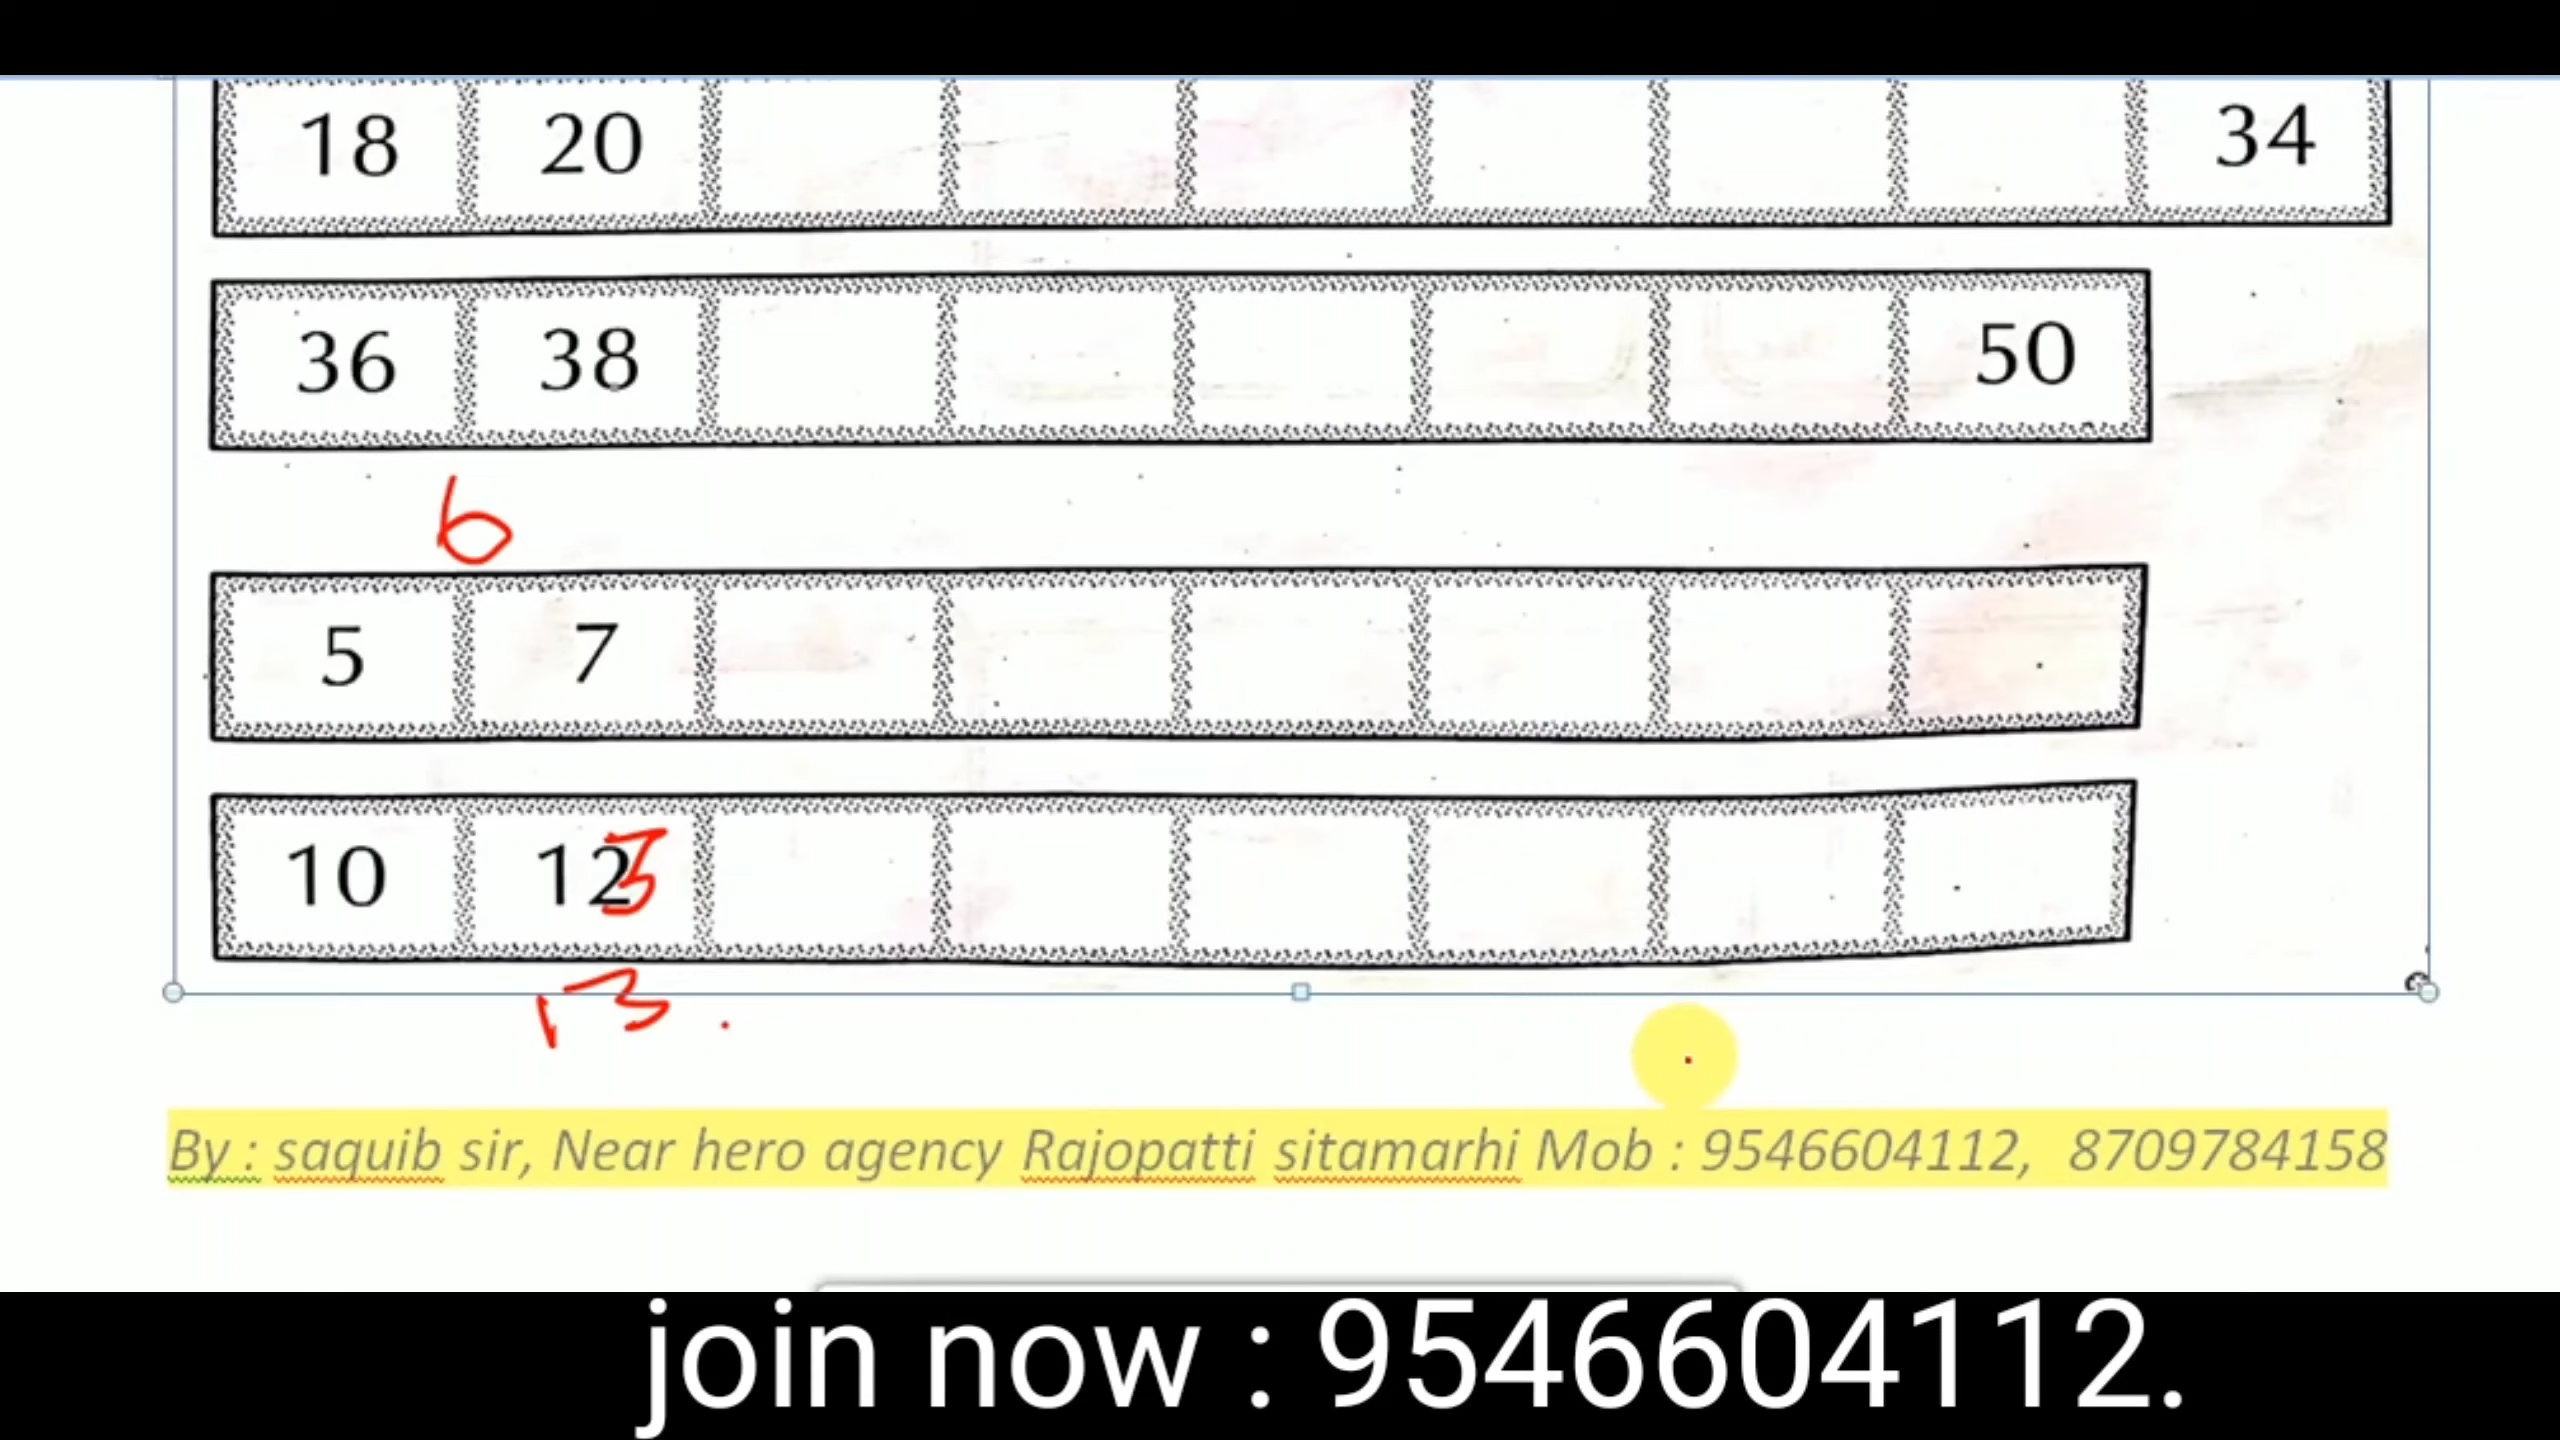 18 20 34
36 38 50
6
5 7
10 12 3
13.
By : saquib sir, Near hero agency Rajopatti sitamarhi Mob : 9546604112, 8709784158
join now : 9546604112.